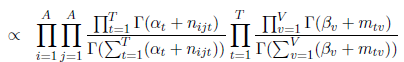 ∝ ∏_{i=1}^{A} ∏_{j=1}^{A} \frac{∏_{t=1}^{T} Γ(α_t + n_{ijt})}{Γ(∑_{t=1}^{T} (α_t + n_{ijt}))} ∏_{t=1}^{T} \frac{∏_{v=1}^{V} Γ(β_v + m_{tv})}{Γ(∑_{v=1}^{V} (β_v + m_{tv}))}